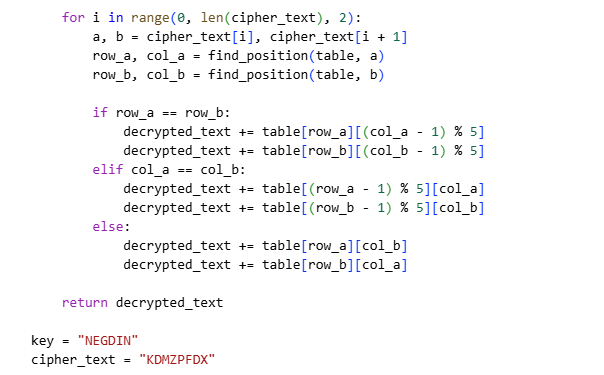 for i in range(0, len(cipher_text), 2):
a, b = cipher_text[i], cipher_text[i + 1]
row_a, col_a = find_position(table, a)
row_b, col_b = find_position(table, b)
if row_a == row_b:
decrypted_text += table[row_a][(col_a - 1) % 5]
decrypted_text += table[row_b][(col_b - 1) % 5]
elif col_a == col_b:
decrypted_text += table[(row_a - 1) % 5][col_a]
decrypted_text += table[(row_b - 1) % 5][col_b]
else:
decrypted_text += table[row_a][col_b]
decrypted_text += table[row_b][col_a]
return decrypted_text
key = "NEGDIN"
cipher_text = "KDMZPFDX"